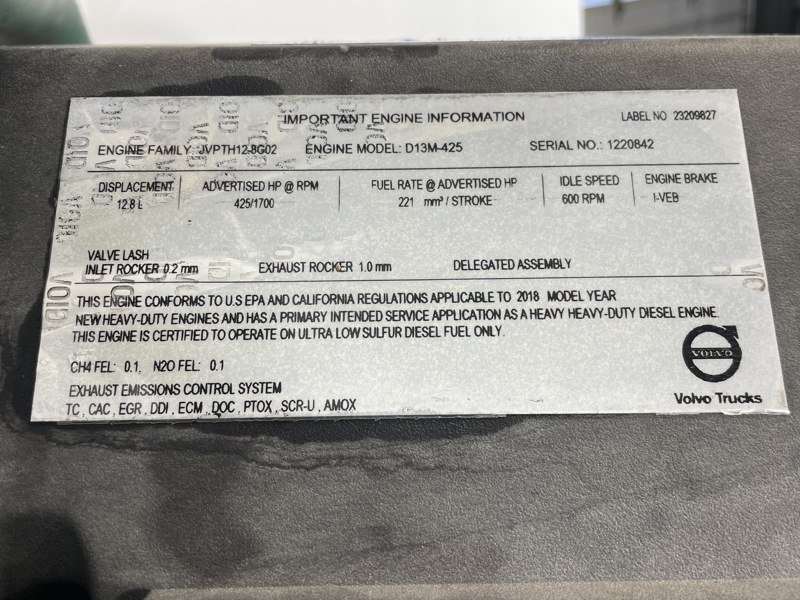 IMPORTANT ENGINE INFORMATION LABEL NO 23209827
ENGINE FAMILY: JVPTH12.8G02 ENGINE MODEL: D13M-425 SERIAL NO.: 1220842
DISPLACEMENT ADVERTISED HP @ RPM FUEL RATE @ ADVERTISED HP IDLE SPEED ENGINE BRAKE
12.8 L 425/1700 221 mm³ / STROKE 600 RPM I-VEB
VALVE LASH
INLET ROCKER 0.2 mm EXHAUST ROCKER 1.0 mm DELEGATED ASSEMBLY
THIS ENGINE CONFORMS TO U.S EPA AND CALIFORNIA REGULATIONS APPLICABLE TO 2018 MODEL YEAR
NEW HEAVY-DUTY ENGINES AND HAS A PRIMARY INTENDED SERVICE APPLICATION AS A HEAVY HEAVY-DUTY DIESEL ENGINE.
THIS ENGINE IS CERTIFIED TO OPERATE ON ULTRA LOW SULFUR DIESEL FUEL ONLY.
CH4 FEL: 0.1, N2O FEL: 0.1
EXHAUST EMISSIONS CONTROL SYSTEM
TC , CAC , EGR , DDI , ECM , DOC , PTOX , SCR-U , AMOX
VOLVO
Volvo Trucks
VOID
VOID
VOID